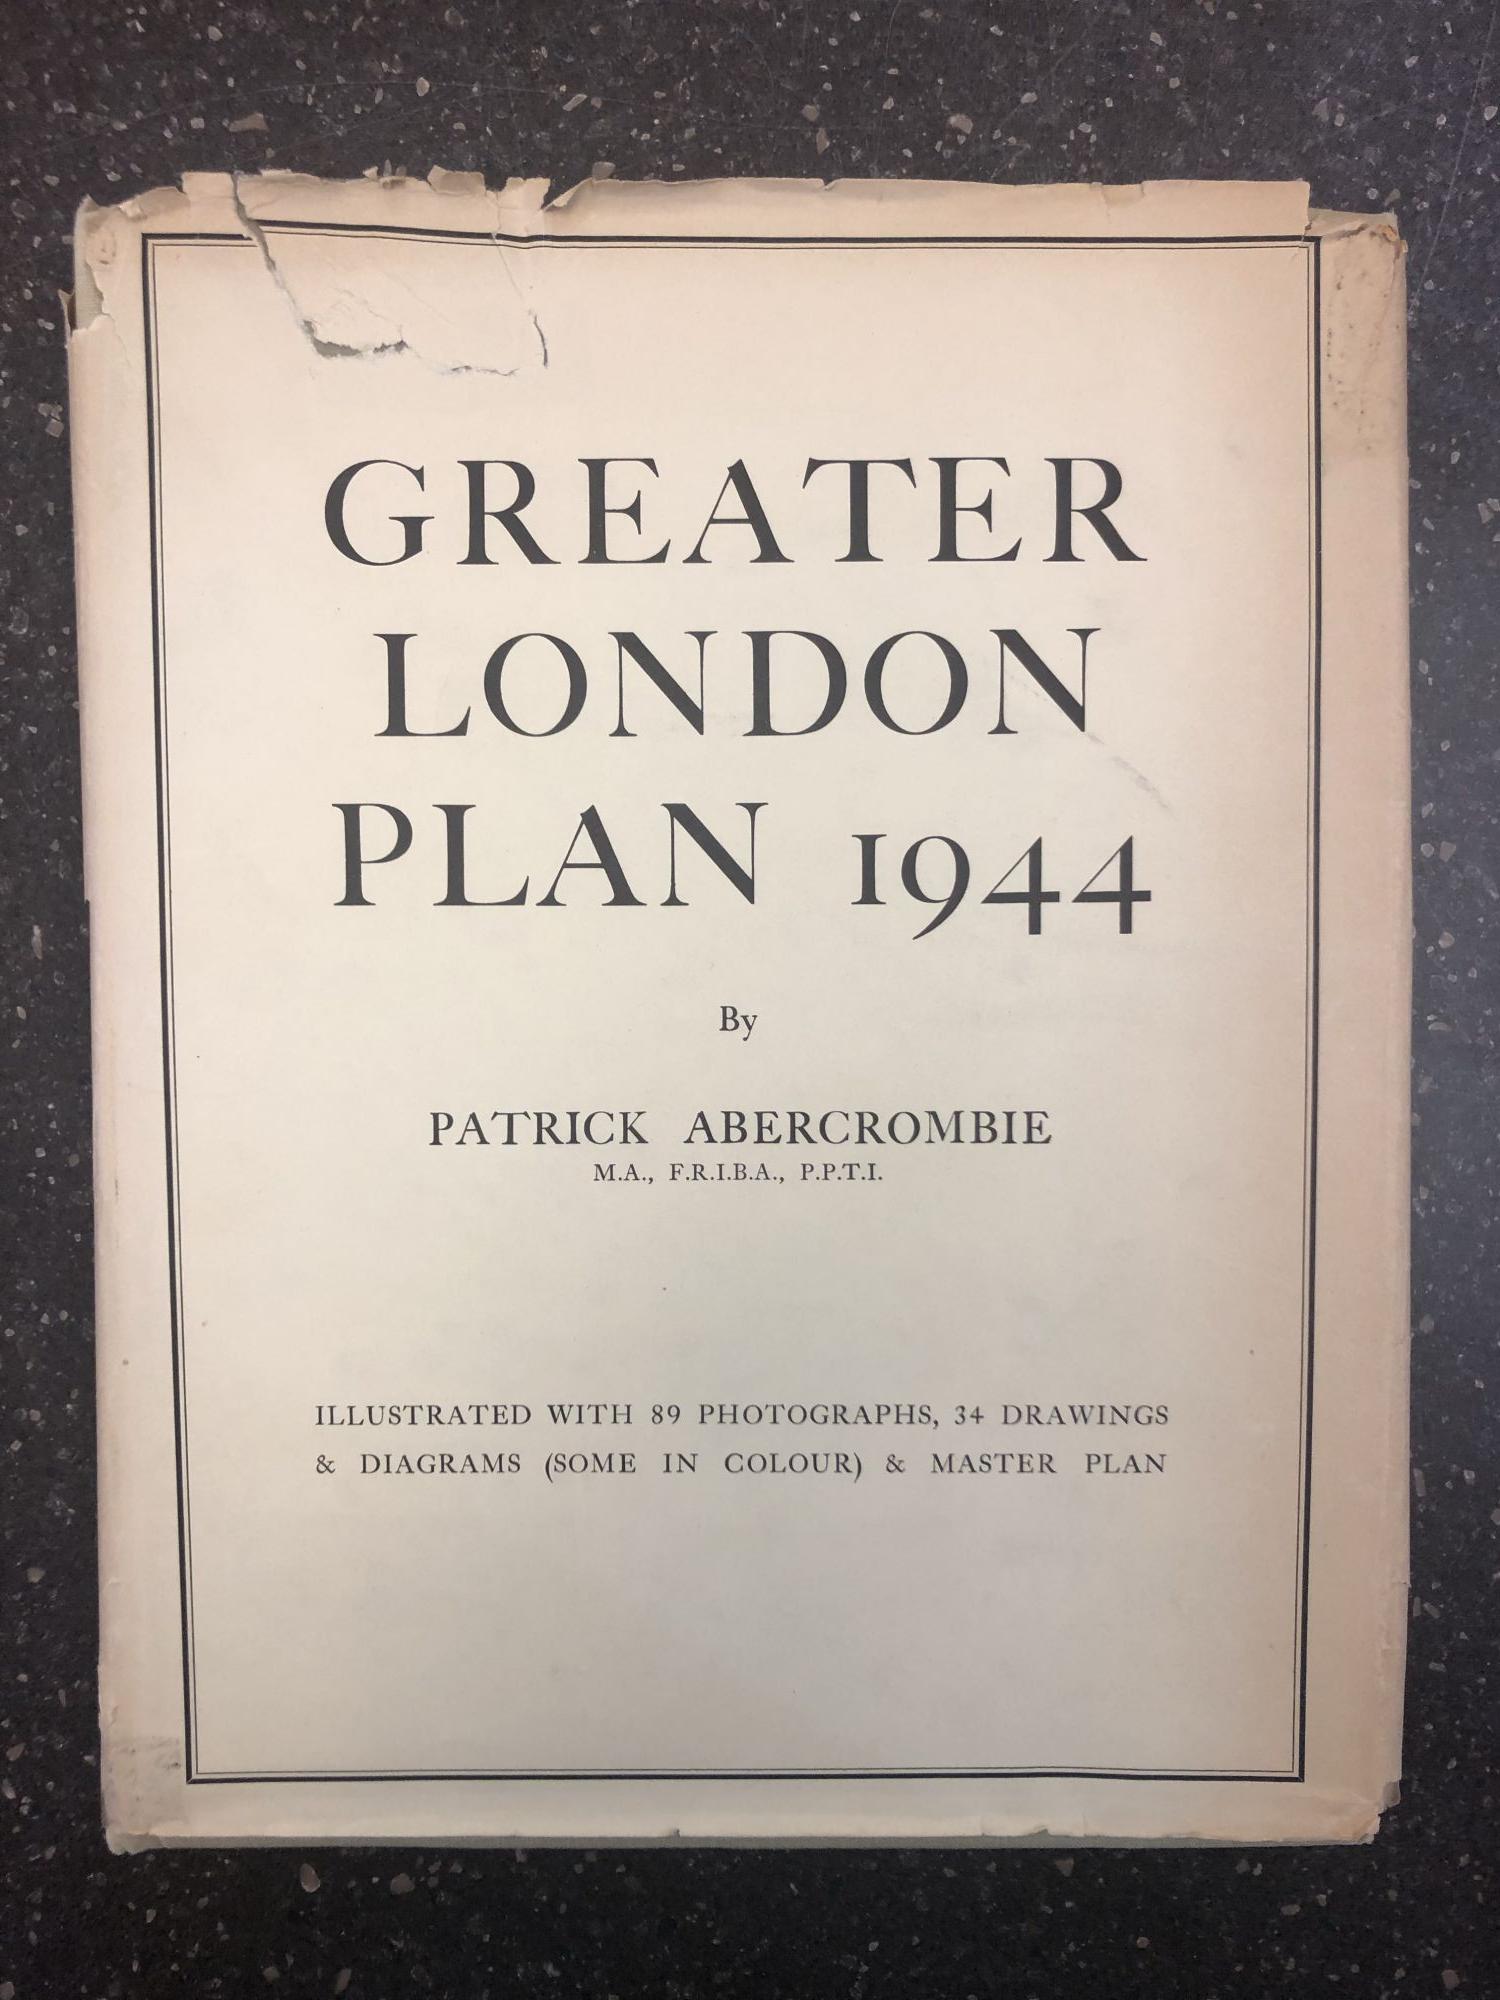 GREATER
LONDON
PLAN 1944
By
PATRICK ABERCROMBIE
M.A., F.R.I.B.A., P.P.T.I.
ILLUSTRATED WITH 89 PHOTOGRAPHS, 34 DRAWINGS
& DIAGRAMS (SOME IN COLOUR) & MASTER PLAN